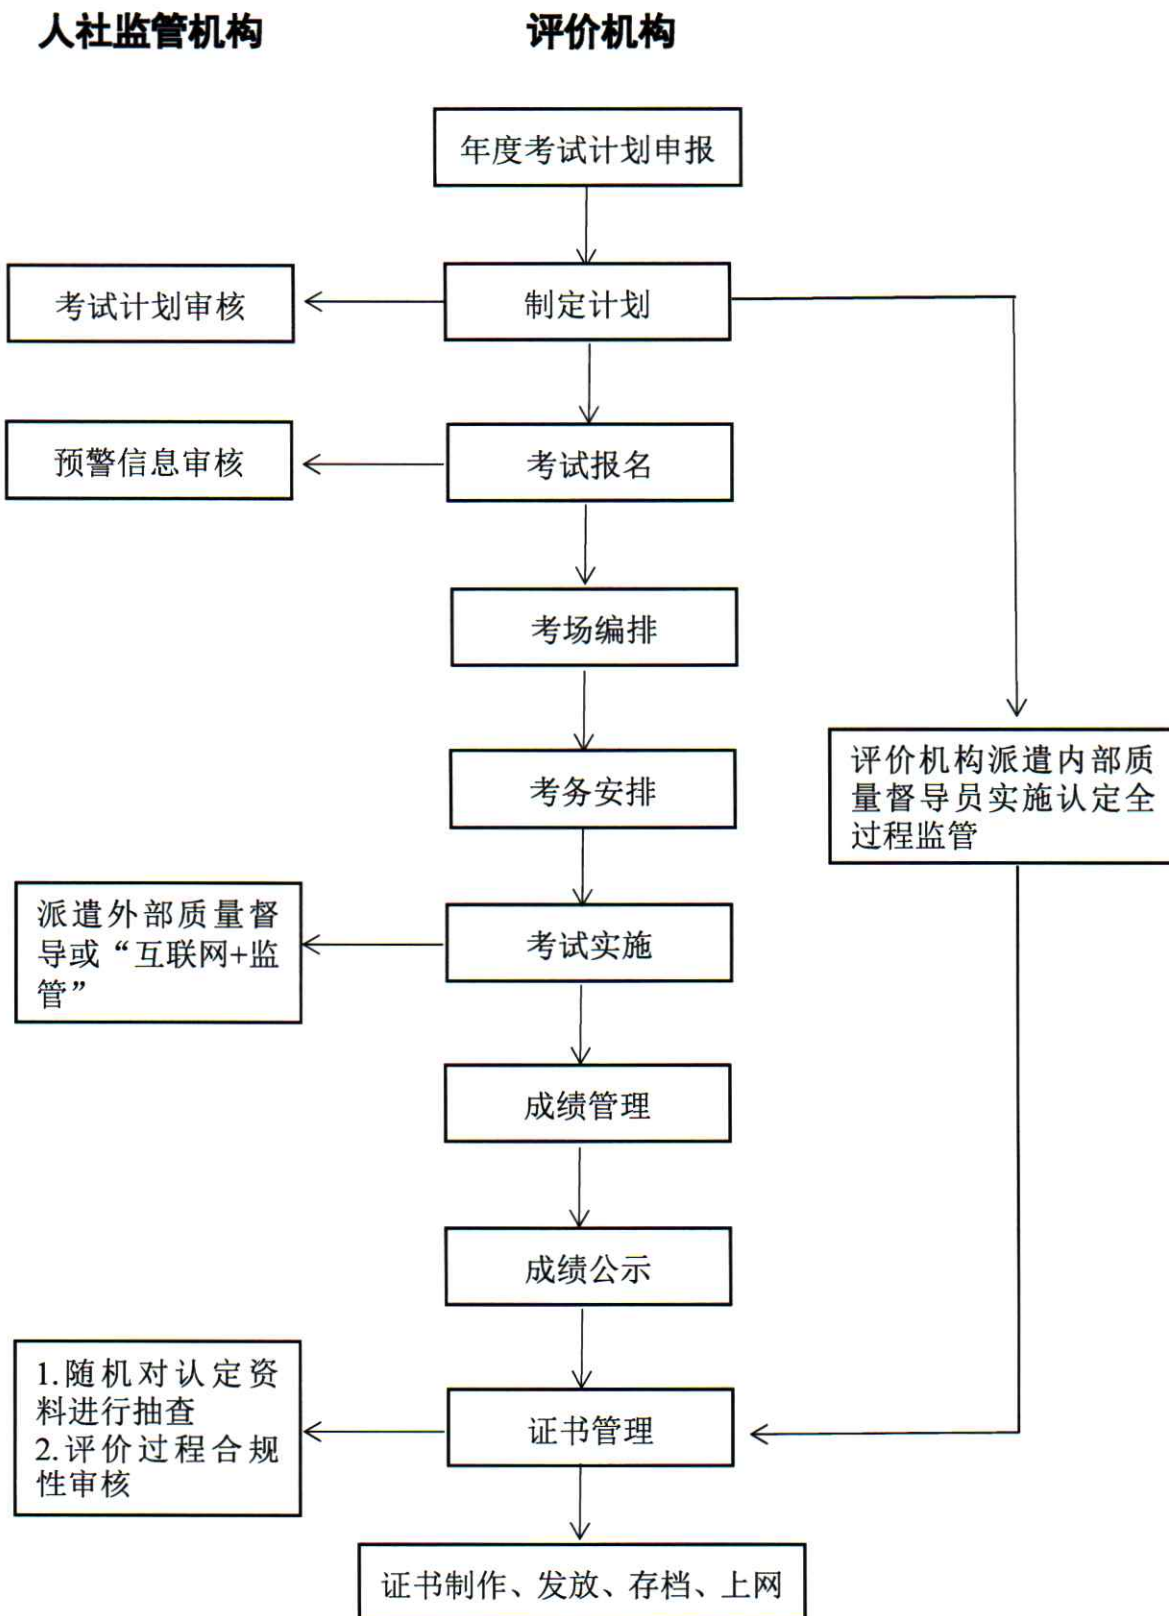 人社监管机构
评价机构
年度考试计划申报
考试计划审核
制定计划
预警信息审核
考试报名
考场编排
考务安排
评价机构派遣内部质
量督导员实施认定全
过程监管
派遣外部质量督
导或“互联网+监
管”
考试实施
成绩管理
成绩公示
1.随机对认定资
料进行抽查
2.评价过程合规
性审核
证书管理
证书制作、发放、存档、上网